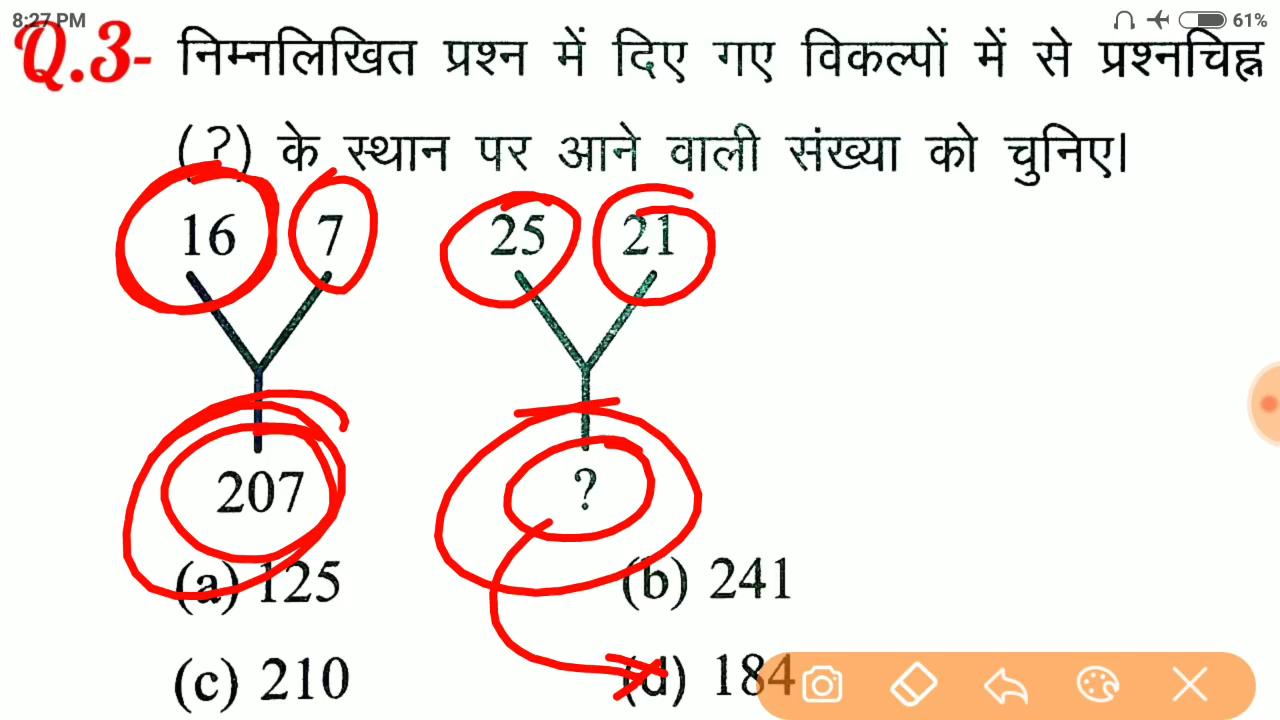 8:27 PM 61%
Q.3- निम्नलिखित प्रश्न में दिए गए विकल्पों में से प्रश्नचिह्न
(?) के स्थान पर आने वाली संख्या को चुनिए।
16 7 25 21
207 ?
(a) 125 (b) 241
(c) 210 (d) 184